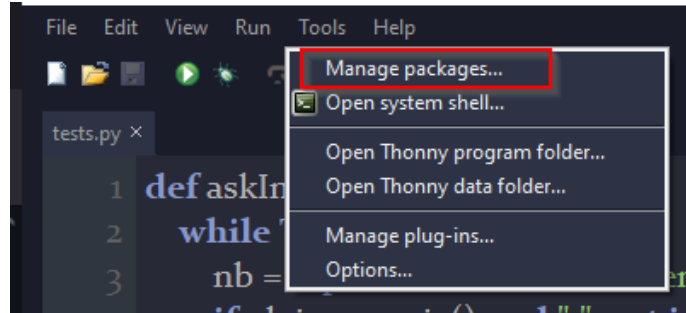 File Edit View Run Tools Help
Manage packages...
Open system shell...
tests.py ×
Open Thonny program folder...
Open Thonny data folder...
1 def askIn
2 while
Manage plug-ins...
3 nb =
Options...